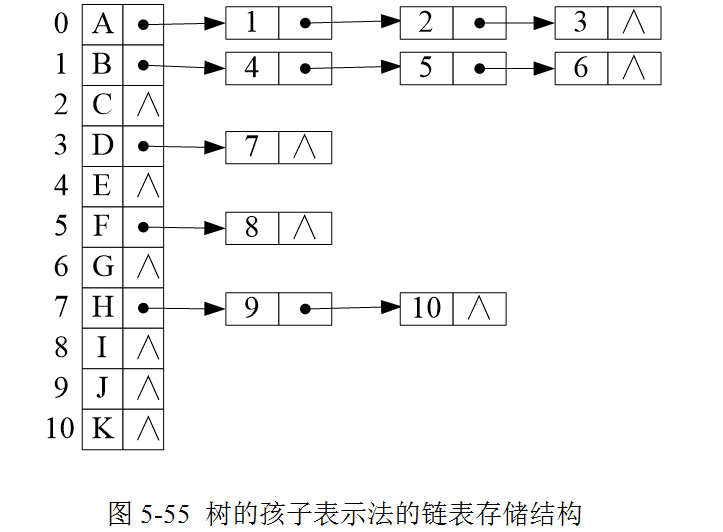 0 A 1 2 3 ∧
1 B 4 5 6 ∧
2 C ∧
3 D 7 ∧
4 E ∧
5 F 8 ∧
6 G ∧
7 H 9 10 ∧
8 I ∧
9 J ∧
10 K ∧
图 5-55 树的孩子表示法的链表存储结构